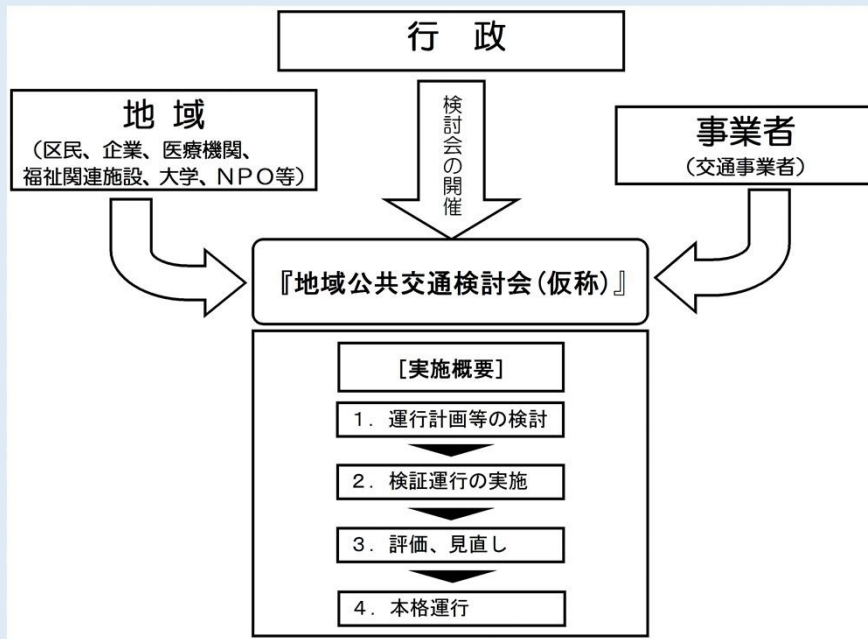 行 政
地 域
（区民、企業、医療機関、
福祉関連施設、大学、ＮＰＯ等）
検討会の開催
事業者
（交通事業者）
『地域公共交通検討会（仮称）』
［実施概要］
１．運行計画等の検討
２．検証運行の実施
３．評価、見直し
４．本格運行